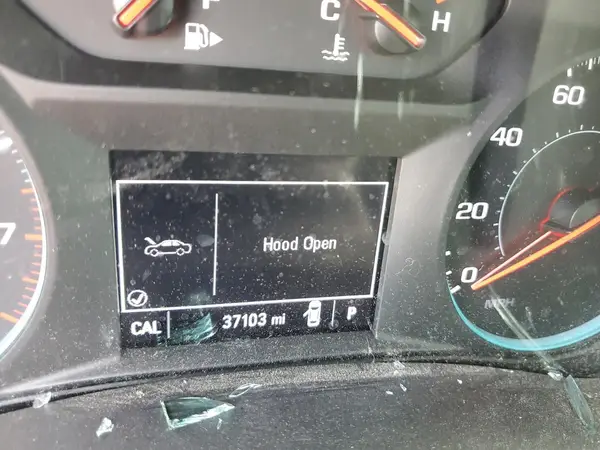 F
C
H
60
40
20
0
MPH
7
Hood Open
CAL
37103 mi
P